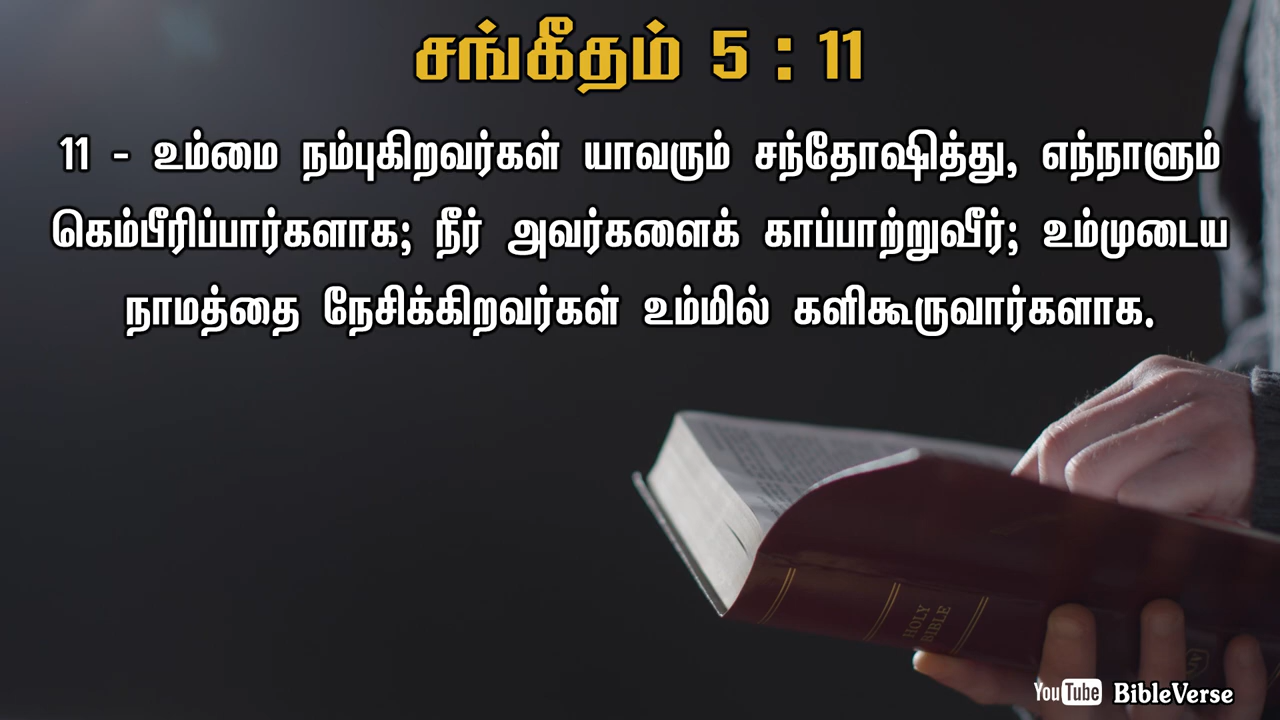 சங்கீதம் 5 : 11
11 - உம்மை நம்புகிறவர்கள் யாவரும் சந்தோஷித்து, எந்நாளும்
கெம்பீரிப்பார்களாக; நீர் அவர்களைக் காப்பாற்றுவீர்; உம்முடைய
நாமத்தை நேசிக்கிறவர்கள் உம்மில் களிகூருவார்களாக.
HOLY
BIBLE
YouTube BibleVerse